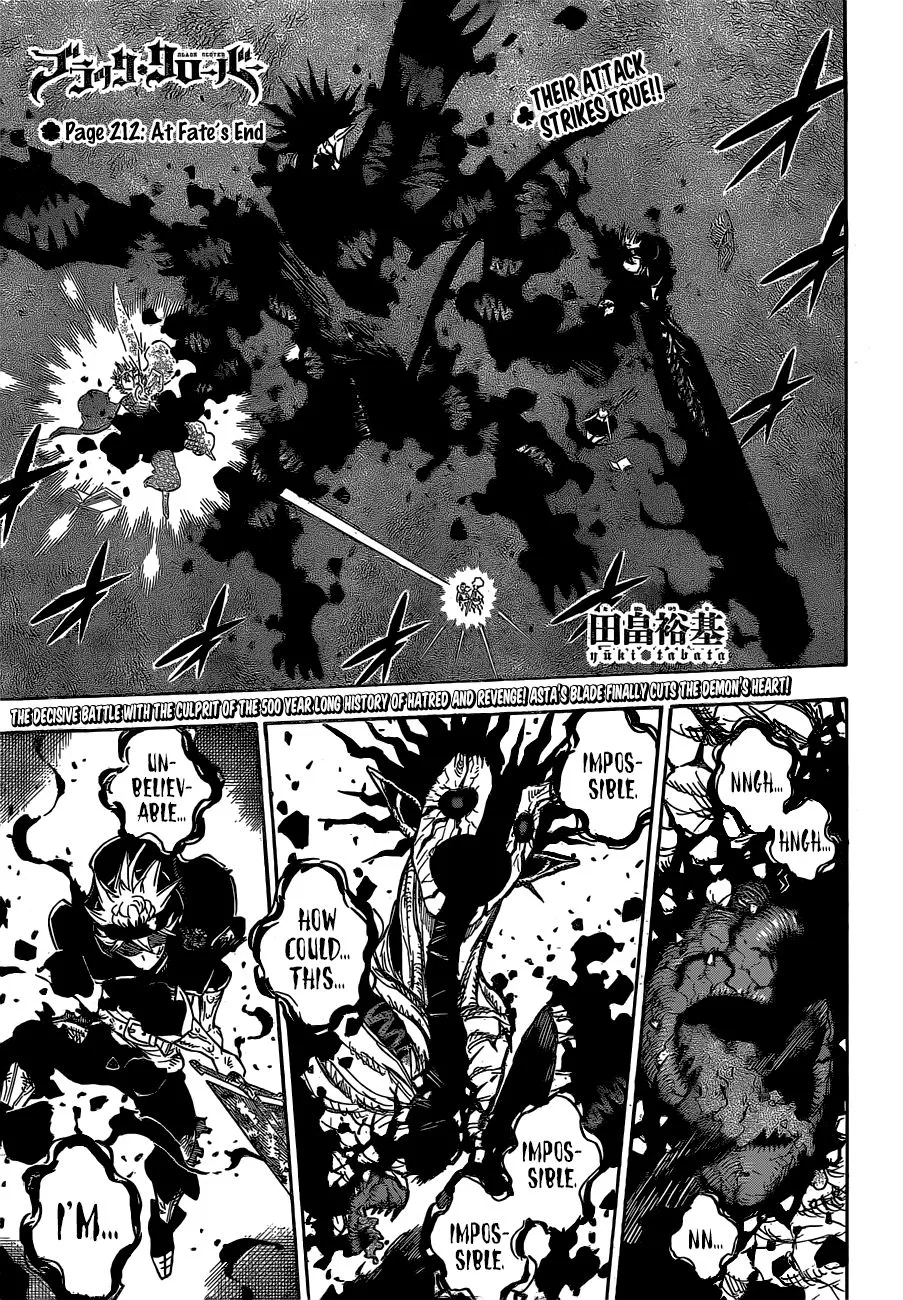 ブラック・クローバー
BLACK CLOVER
Page 212: At Fate's End
THEIR ATTACK
STRIKES TRUE!!
田畠裕基
yūki tabata
THE DECISIVE BATTLE WITH THE CULPRIT OF THE 500 YEAR LONG HISTORY OF HATRED AND REVENGE! ASTA'S BLADE FINALLY CUTS THE DEMON'S HEART!
NNGH...
HNGH...
NN...
IMPOS-
SIBLE.
HOW
COULD...
THIS...
IMPOS-
SIBLE.
IMPOS-
SIBLE.
UN-
BELIEV-
ABLE...
I'M...